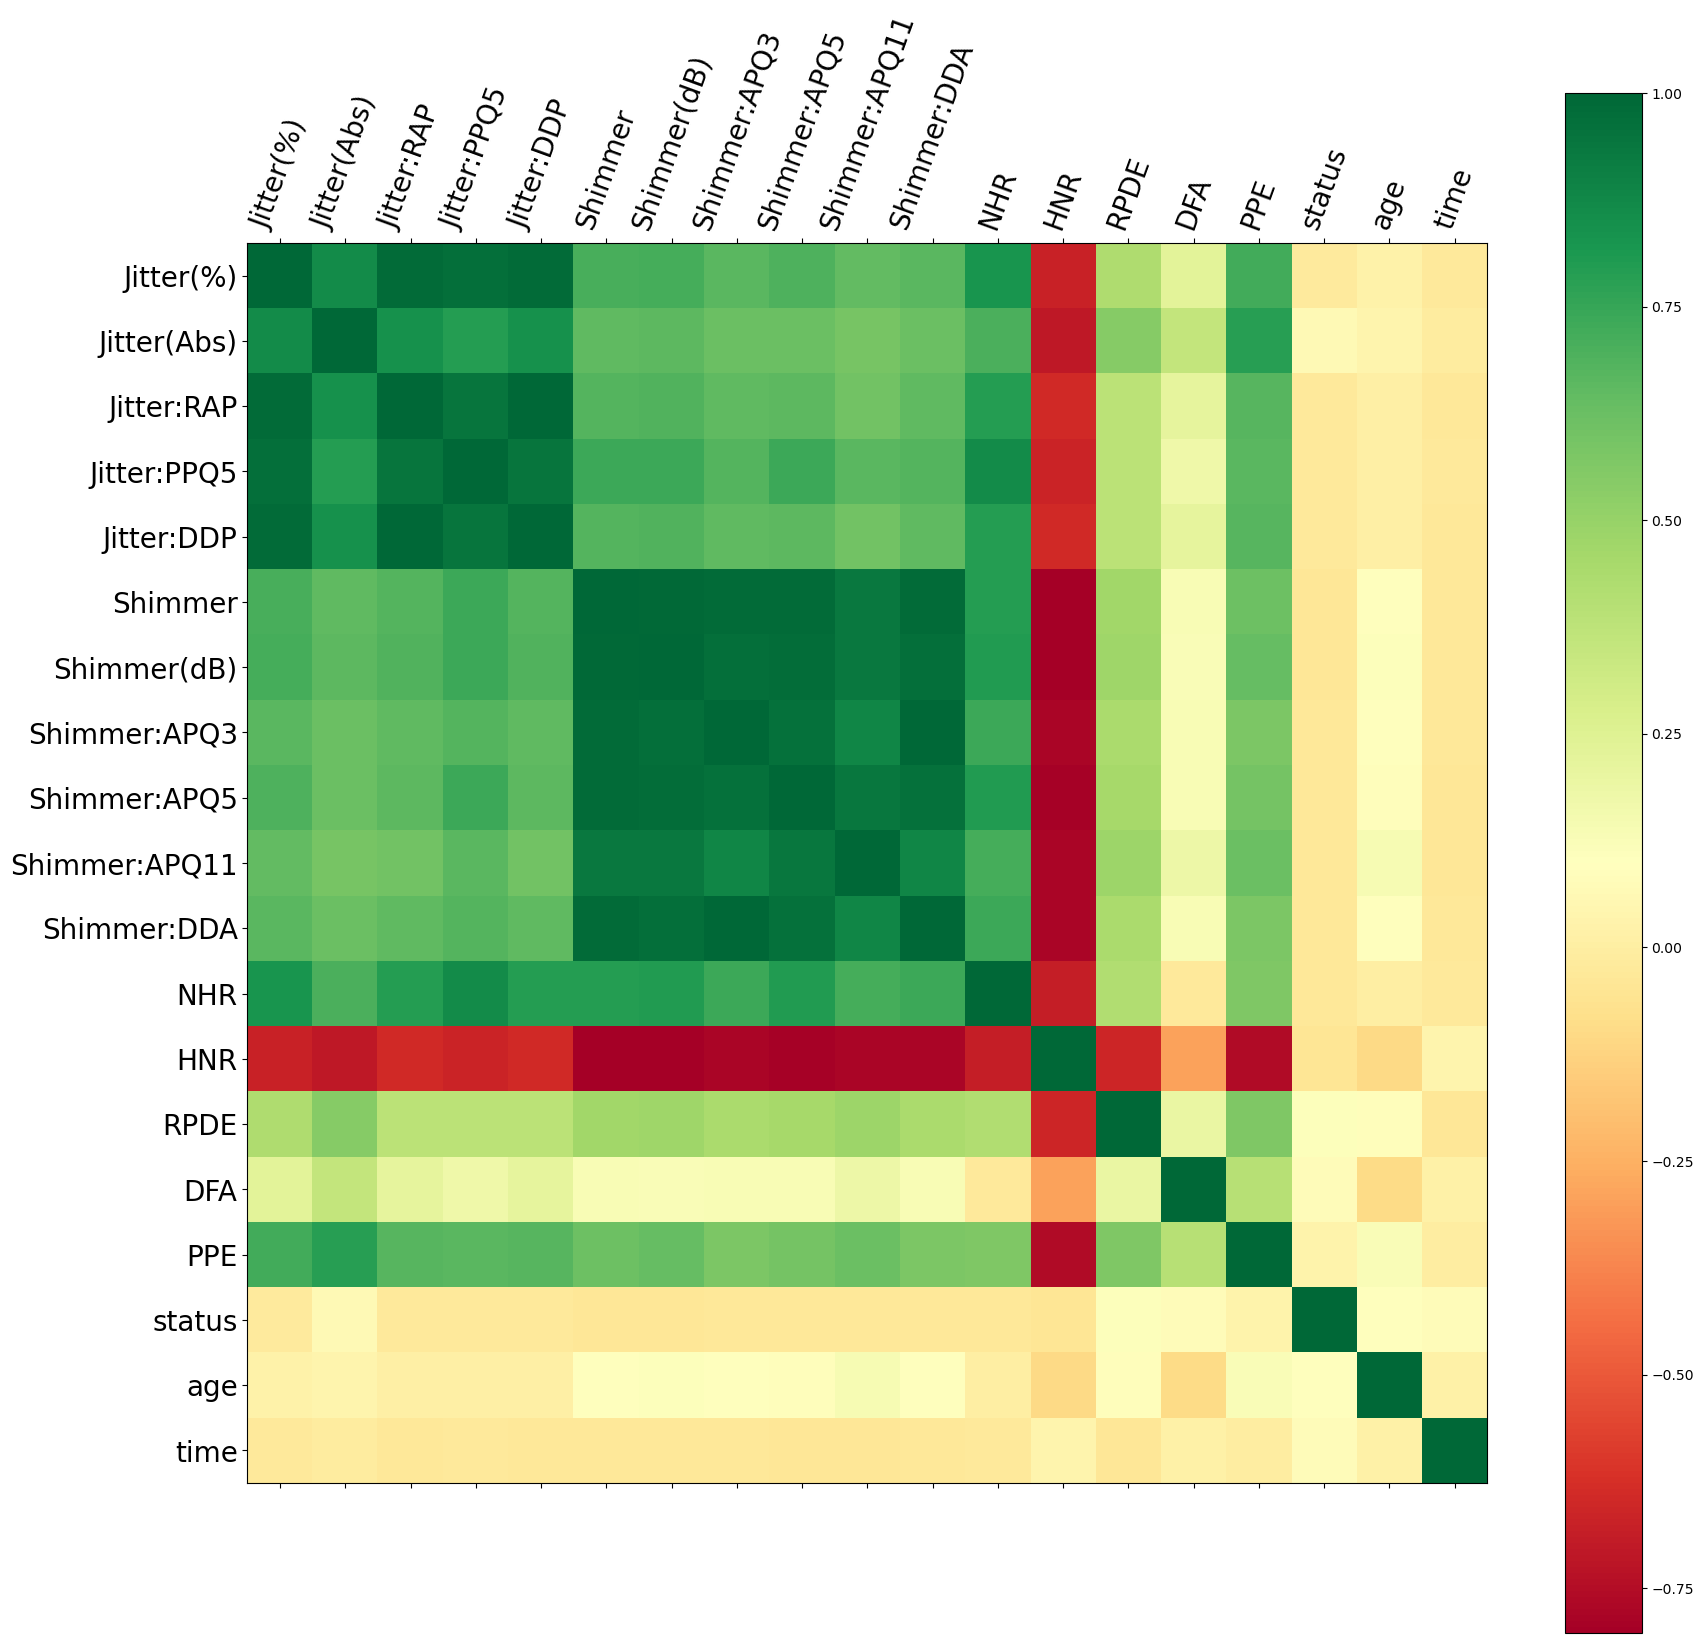 Jitter(%)
Jitter(Abs)
Jitter:RAP
Jitter:PPQ5
Jitter:DDP
Shimmer
Shimmer(dB)
Shimmer:APQ3
Shimmer:APQ5
Shimmer:APQ11
Shimmer:DDA
NHR
HNR
RPDE
DFA
PPE
status
age
time
Jitter(%)
Jitter(Abs)
Jitter:RAP
Jitter:PPQ5
Jitter:DDP
Shimmer
Shimmer(dB)
Shimmer:APQ3
Shimmer:APQ5
Shimmer:APQ11
Shimmer:DDA
NHR
HNR
RPDE
DFA
PPE
status
age
time
1.00
0.75
0.50
0.25
0.00
−0.25
−0.50
−0.75